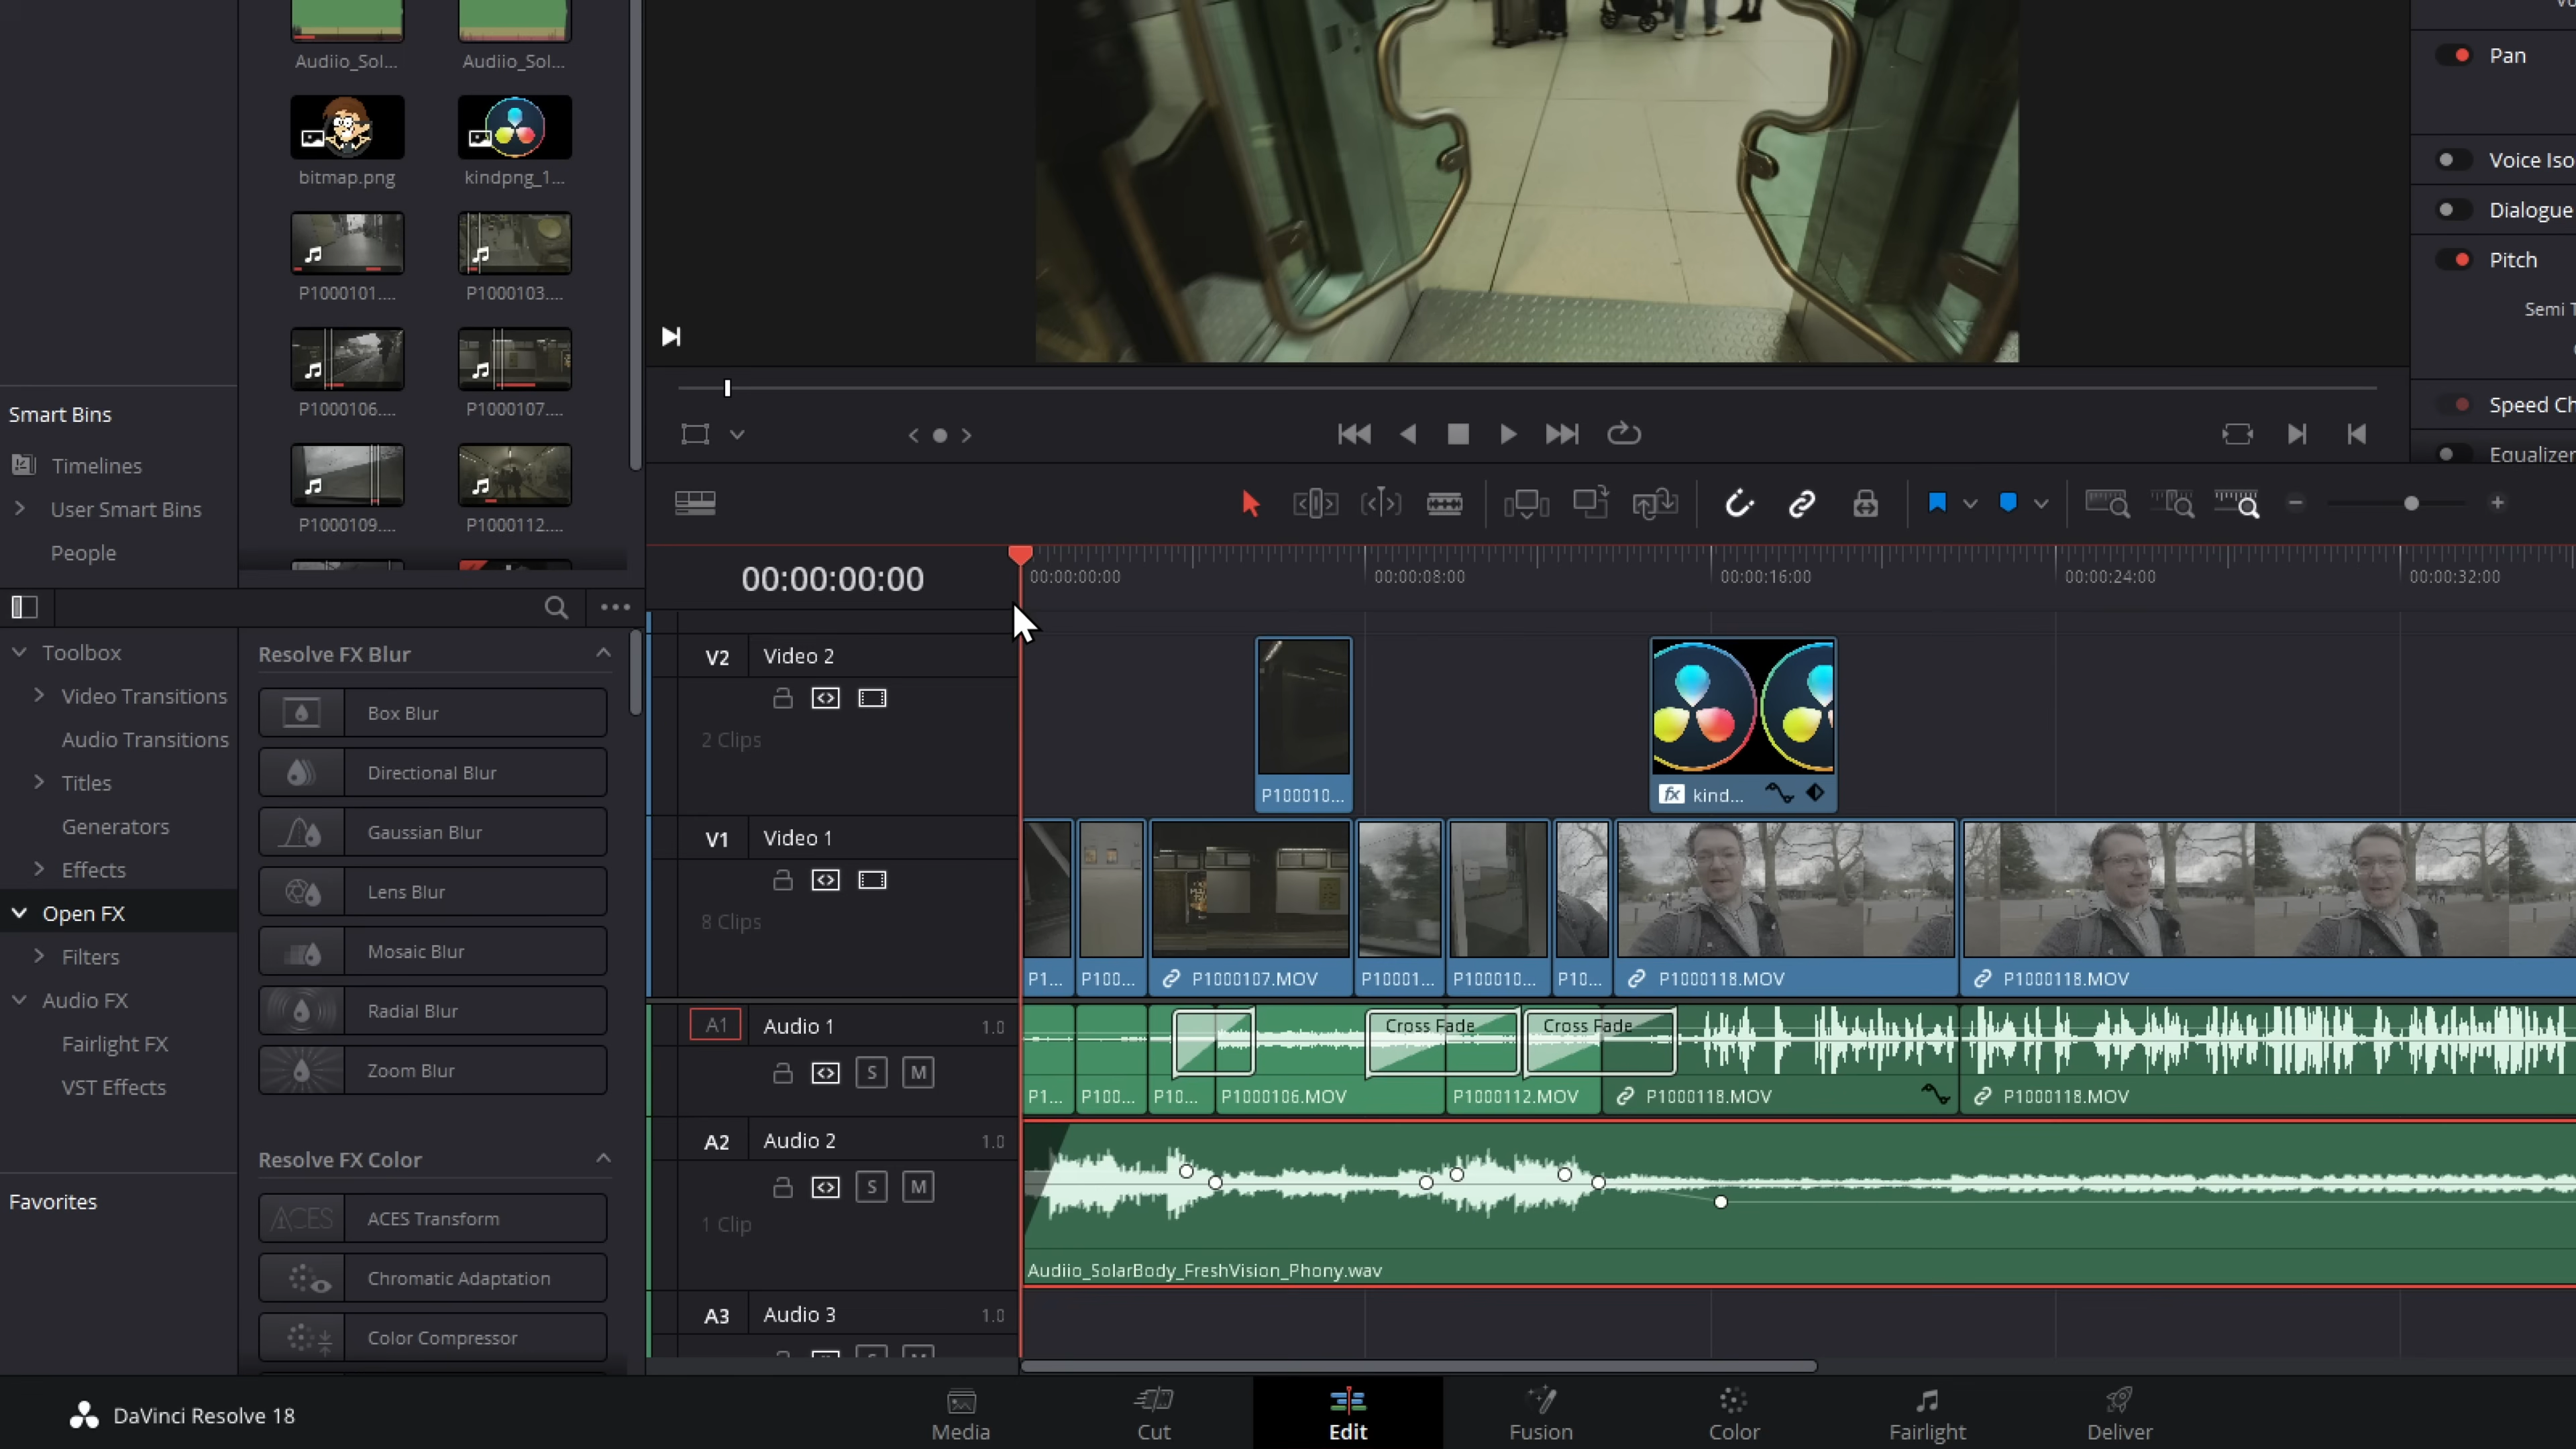 Audiio_Sol...
Audiio_Sol...
bitmap.png
kindpng_1...
P1000101....
P1000103....
P1000106....
P1000107....
P1000109....
P1000112....
Smart Bins
Timelines
User Smart Bins
People
Pan
Voice Iso
Dialogue
Pitch
Semi T
Speed Ch
Equalizer
Toolbox
Video Transitions
Audio Transitions
Titles
Generators
Effects
Open FX
Filters
Audio FX
Fairlight FX
VST Effects
Favorites
Resolve FX Blur
Box Blur
Directional Blur
Gaussian Blur
Lens Blur
Mosaic Blur
Radial Blur
Zoom Blur
Resolve FX Color
ACES
ACES Transform
Chromatic Adaptation
Color Compressor
00:00:00:00
00:00:00:00
00:00:08:00
00:00:16:00
00:00:24:00
00:00:32:00
V2
Video 2
2 Clips
P100010...
fx
kind...
V1
Video 1
8 Clips
P1...
P100...
P1000107.MOV
P10001...
P100010...
P10...
P1000118.MOV
P1000118.MOV
A1
Audio 1
1.0
S
M
Cross Fade
Cross Fade
P1...
P100...
P10...
P1000106.MOV
P1000112.MOV
P1000118.MOV
P1000118.MOV
A2
Audio 2
1.0
S
M
1 Clip
Audiio_SolarBody_FreshVision_Phony.wav
A3
Audio 3
1.0
S
M
DaVinci Resolve 18
Media
Cut
Edit
Fusion
Color
Fairlight
Deliver